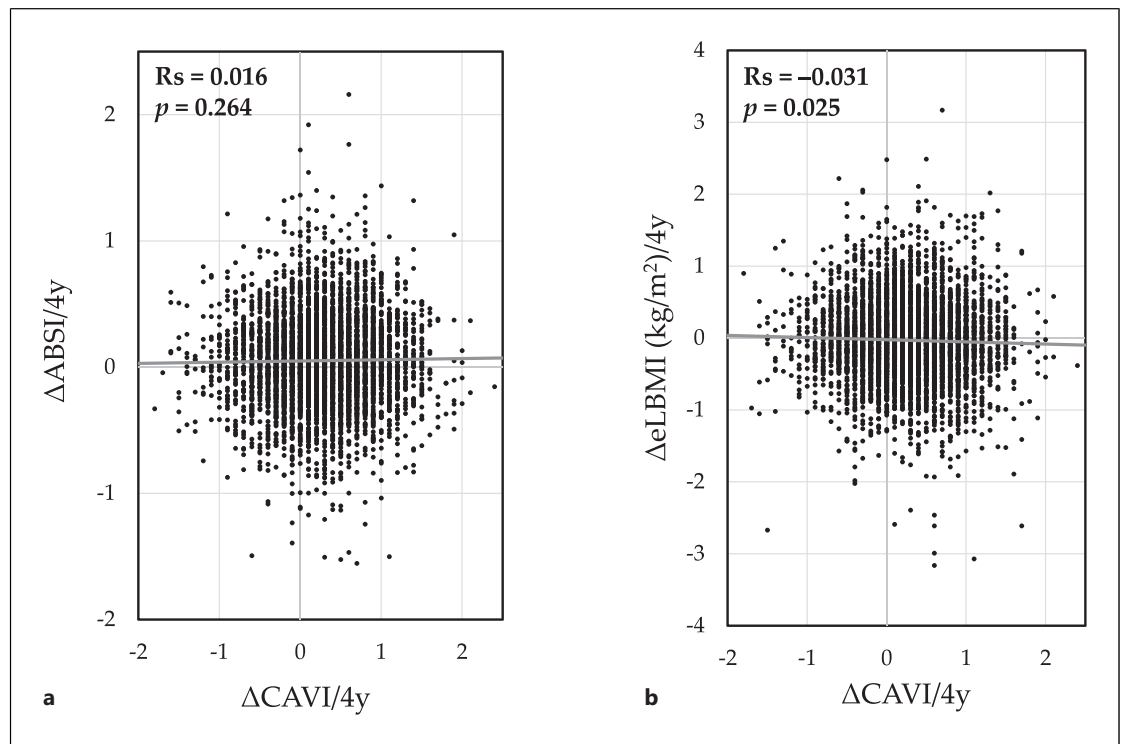 Rs = 0.016
p = 0.264
2
1
0
-1
-2
-2 -1 0 1 2
ΔABSI/4y
ΔCAVI/4y
a
Rs = –0.031
p = 0.025
4
3
2
1
0
-1
-2
-3
-4
-2 -1 0 1 2
ΔeLBMI (kg/m²)/4y
ΔCAVI/4y
b